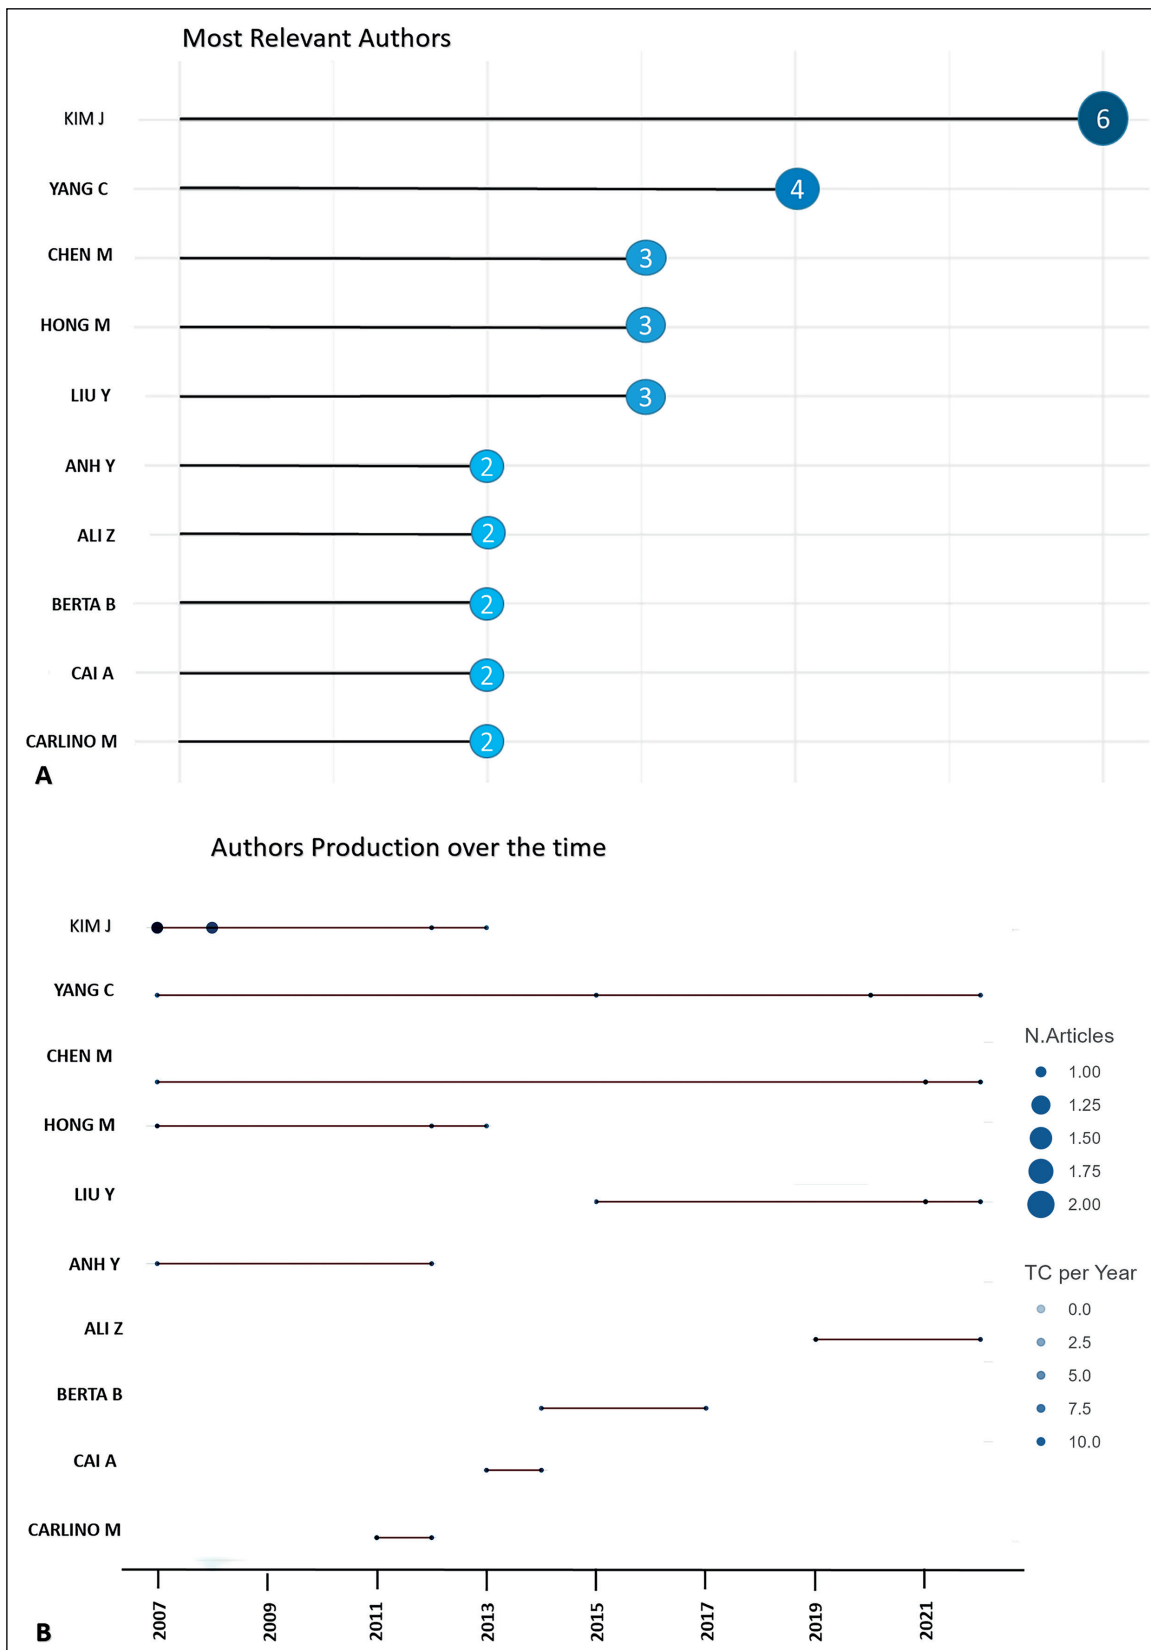 Most Relevant Authors
KIM J
6
YANG C
4
CHEN M
3
HONG M
3
LIU Y
3
ANH Y
2
ALI Z
2
BERTA B
2
CAI A
2
CARLINO M
2
A
Authors Production over the time
KIM J
YANG C
CHEN M
HONG M
LIU Y
ANH Y
ALI Z
BERTA B
CAI A
CARLINO M
N.Articles
1.00
1.25
1.50
1.75
2.00
TC per Year
0.0
2.5
5.0
7.5
10.0
2007
2009
2011
2013
2015
2017
2019
2021
B